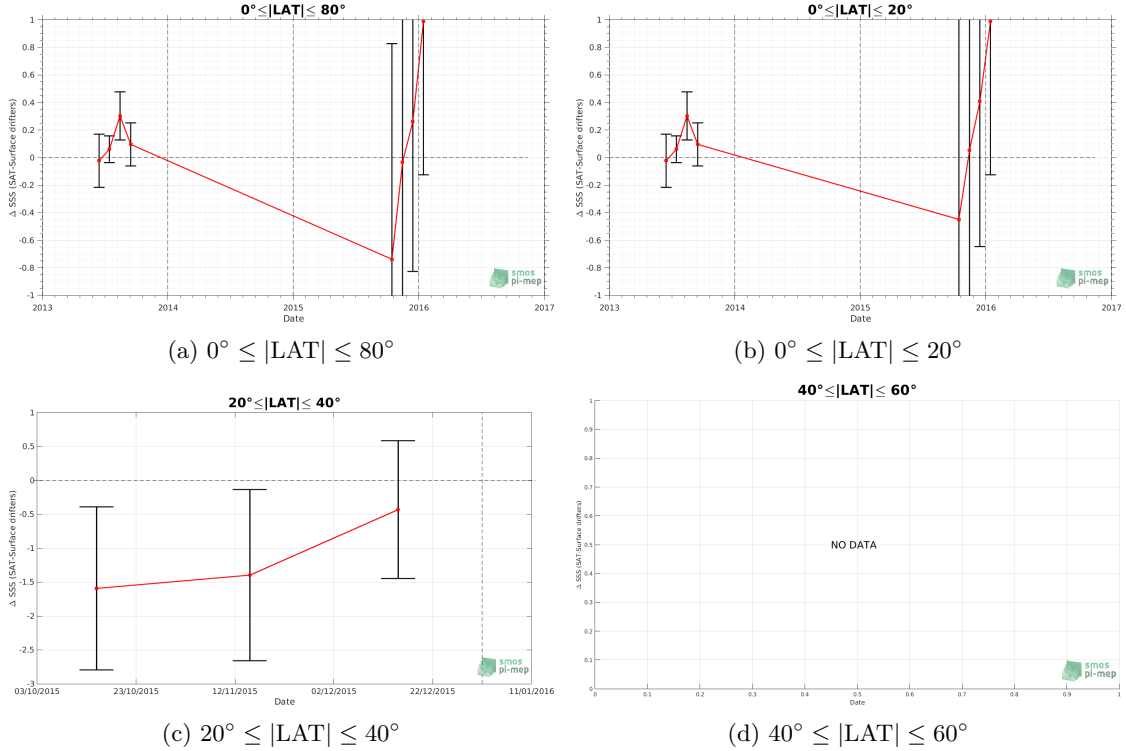 0°≤|LAT|≤ 80°
1
0.8
0.6
0.4
0.2
0
-0.2
-0.4
-0.6
-0.8
-1
Δ SSS (SAT-Surface drifters)
2013
2014
2015
2016
2017
Date
smos
pi-mep
(a) 0° ≤ |LAT| ≤ 80°
0°≤|LAT|≤ 20°
1
0.8
0.6
0.4
0.2
0
-0.2
-0.4
-0.6
-0.8
-1
Δ SSS (SAT-Surface drifters)
2013
2014
2015
2016
2017
Date
smos
pi-mep
(b) 0° ≤ |LAT| ≤ 20°
20°≤|LAT|≤ 40°
1
0.5
0
-0.5
-1
-1.5
-2
-2.5
-3
Δ SSS (SAT-Surface drifters)
03/10/2015
23/10/2015
12/11/2015
02/12/2015
22/12/2015
11/01/2016
Date
smos
pi-mep
(c) 20° ≤ |LAT| ≤ 40°
40°≤|LAT|≤ 60°
1
0.9
0.8
0.7
0.6
0.5
0.4
0.3
0.2
0.1
0
Δ SSS (SAT-Surface drifters)
NO DATA
0
0.1
0.2
0.3
0.4
0.5
0.6
0.7
0.8
0.9
1
Date
smos
pi-mep
(d) 40° ≤ |LAT| ≤ 60°